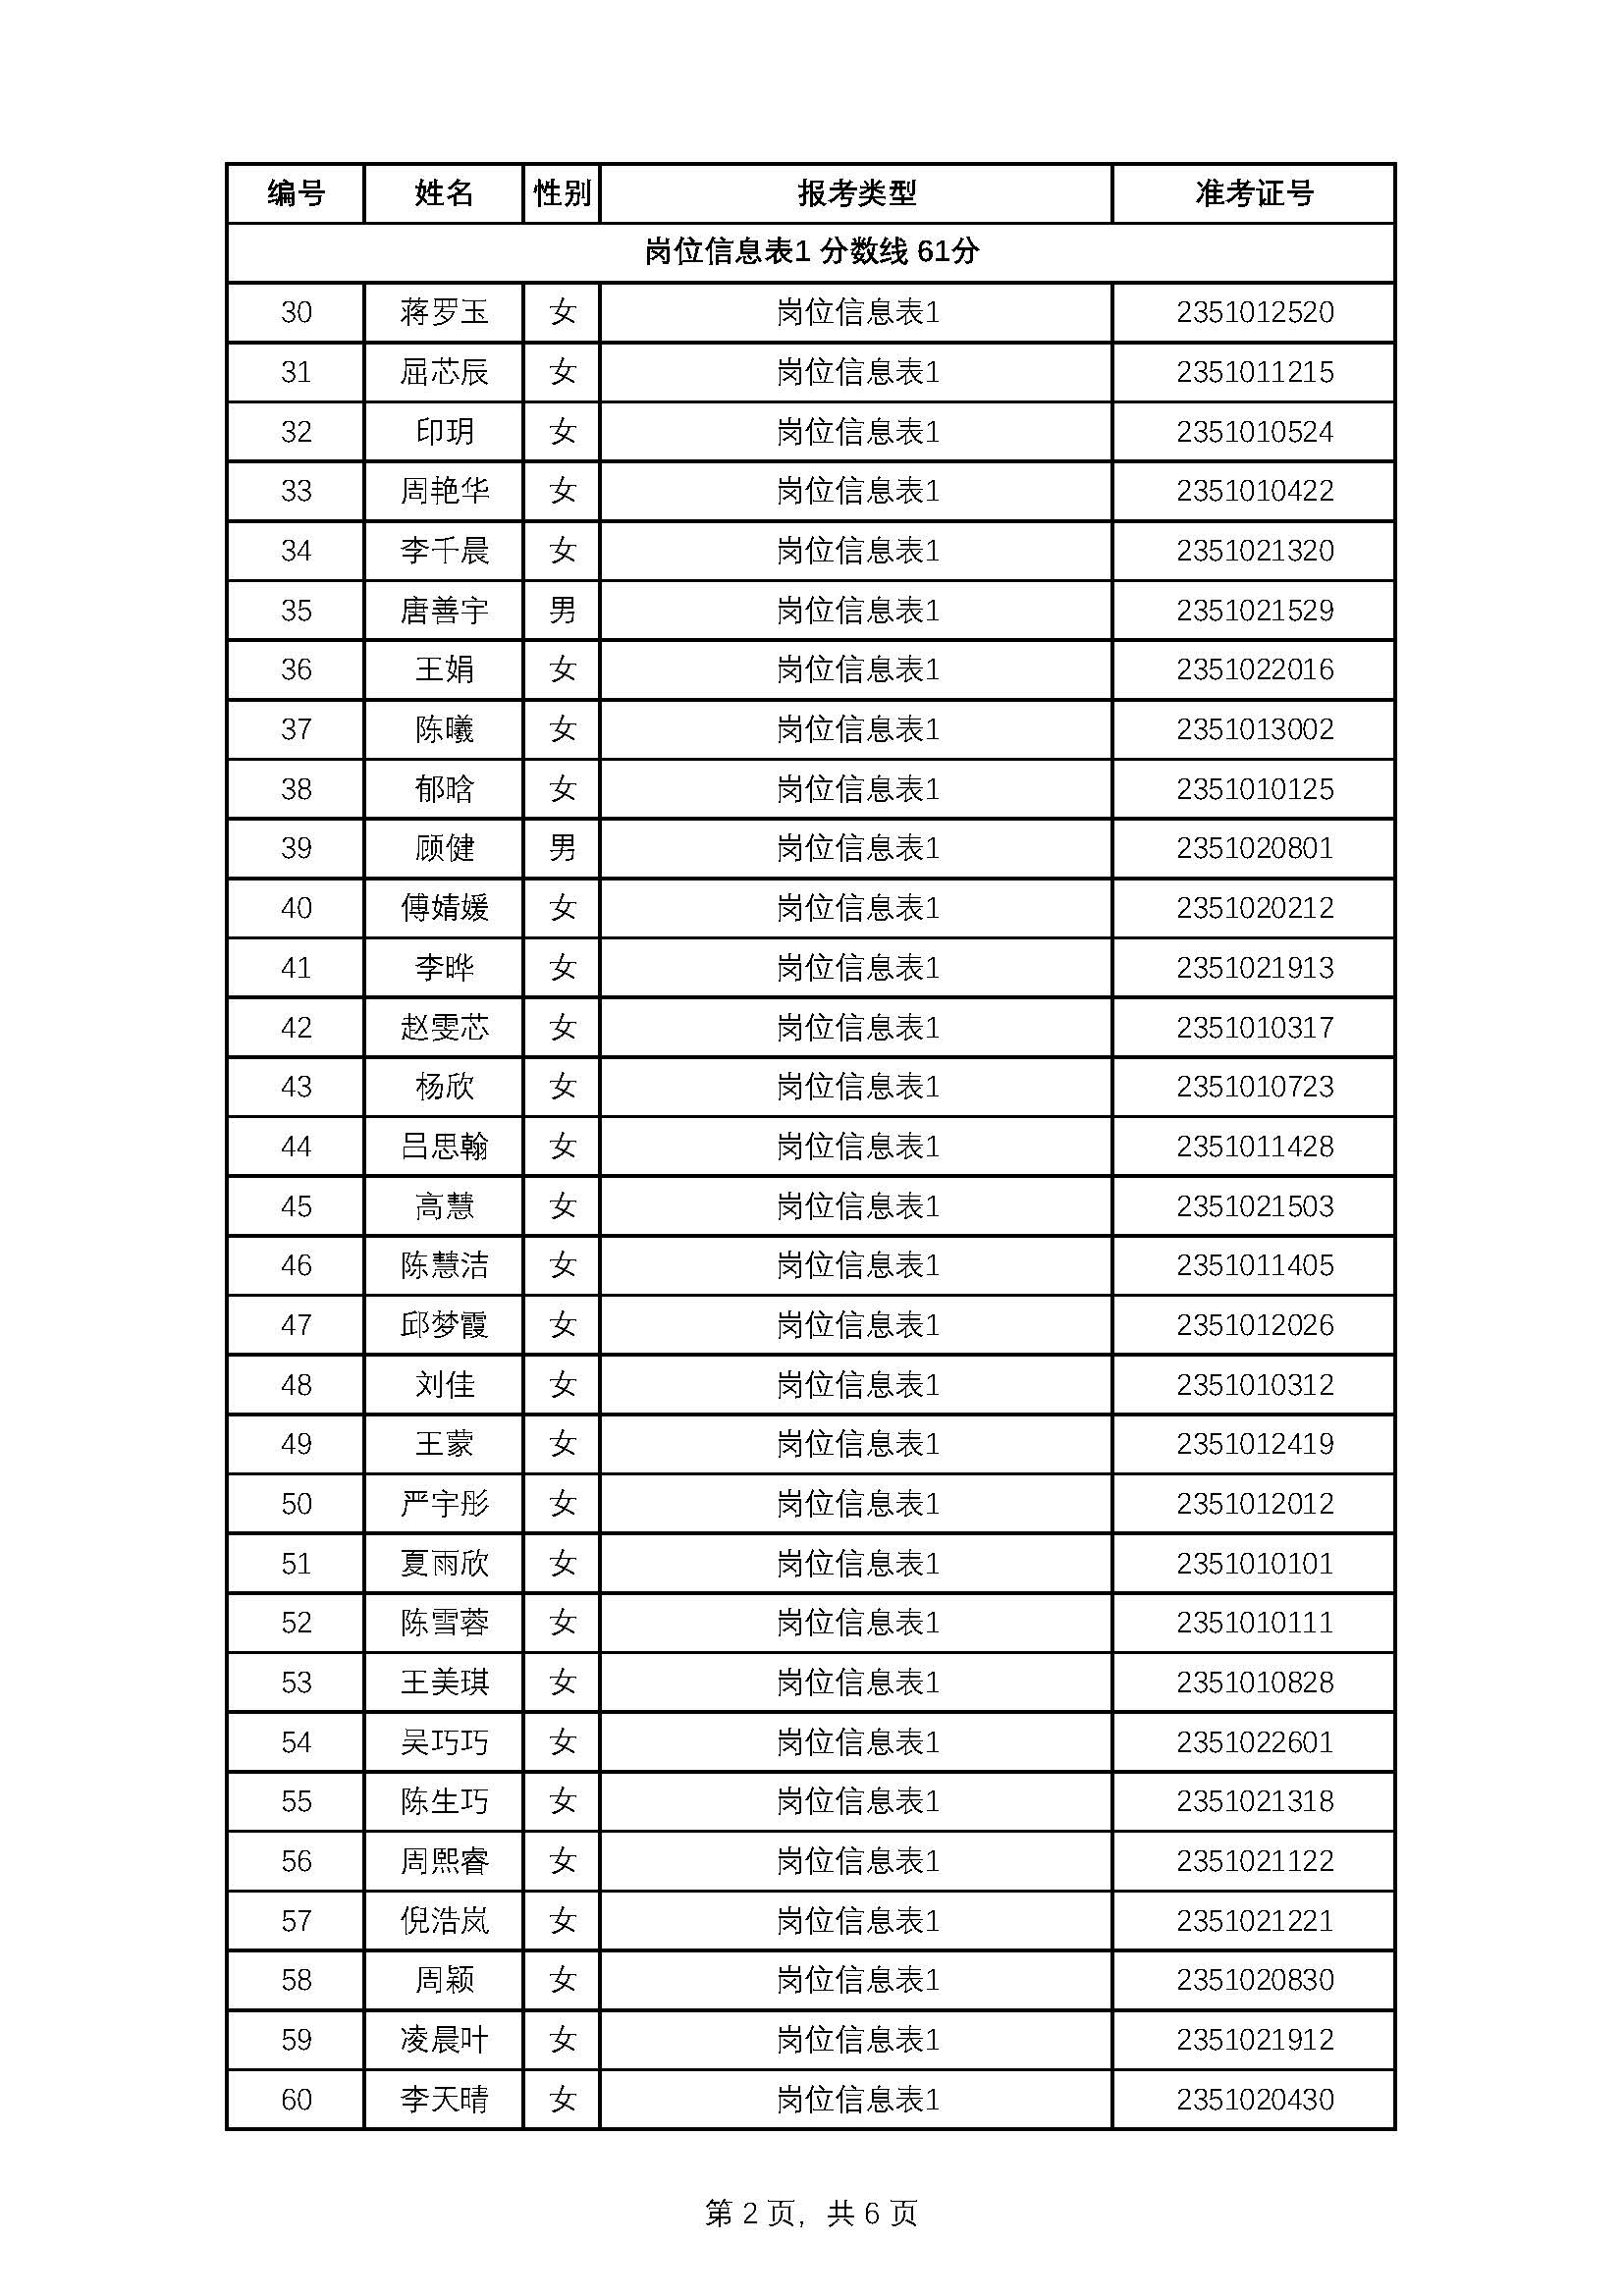 编号 姓名 性别 报考类型 准考证号
岗位信息表1 分数线 61分
30 蒋罗玉 女 岗位信息表1 2351012520
31 屈芯辰 女 岗位信息表1 2351011215
32 印玥 女 岗位信息表1 2351010524
33 周艳华 女 岗位信息表1 2351010422
34 李千晨 女 岗位信息表1 2351021320
35 唐善宇 男 岗位信息表1 2351021529
36 王娟 女 岗位信息表1 2351022016
37 陈曦 女 岗位信息表1 2351013002
38 郁晗 女 岗位信息表1 2351010125
39 顾健 男 岗位信息表1 2351020801
40 傅婧媛 女 岗位信息表1 2351020212
41 李晔 女 岗位信息表1 2351021913
42 赵雯芯 女 岗位信息表1 2351010317
43 杨欣 女 岗位信息表1 2351010723
44 吕思翰 女 岗位信息表1 2351011428
45 高慧 女 岗位信息表1 2351021503
46 陈慧洁 女 岗位信息表1 2351011405
47 邱梦霞 女 岗位信息表1 2351012026
48 刘佳 女 岗位信息表1 2351010312
49 王蒙 女 岗位信息表1 2351012419
50 严宇彤 女 岗位信息表1 2351012012
51 夏雨欣 女 岗位信息表1 2351010101
52 陈雪蓉 女 岗位信息表1 2351010111
53 王美琪 女 岗位信息表1 2351010828
54 吴巧巧 女 岗位信息表1 2351022601
55 陈生巧 女 岗位信息表1 2351021318
56 周熙睿 女 岗位信息表1 2351021122
57 倪浩岚 女 岗位信息表1 2351021221
58 周颖 女 岗位信息表1 2351020830
59 凌晨叶 女 岗位信息表1 2351021912
60 李天晴 女 岗位信息表1 2351020430
第 2 页，共 6 页